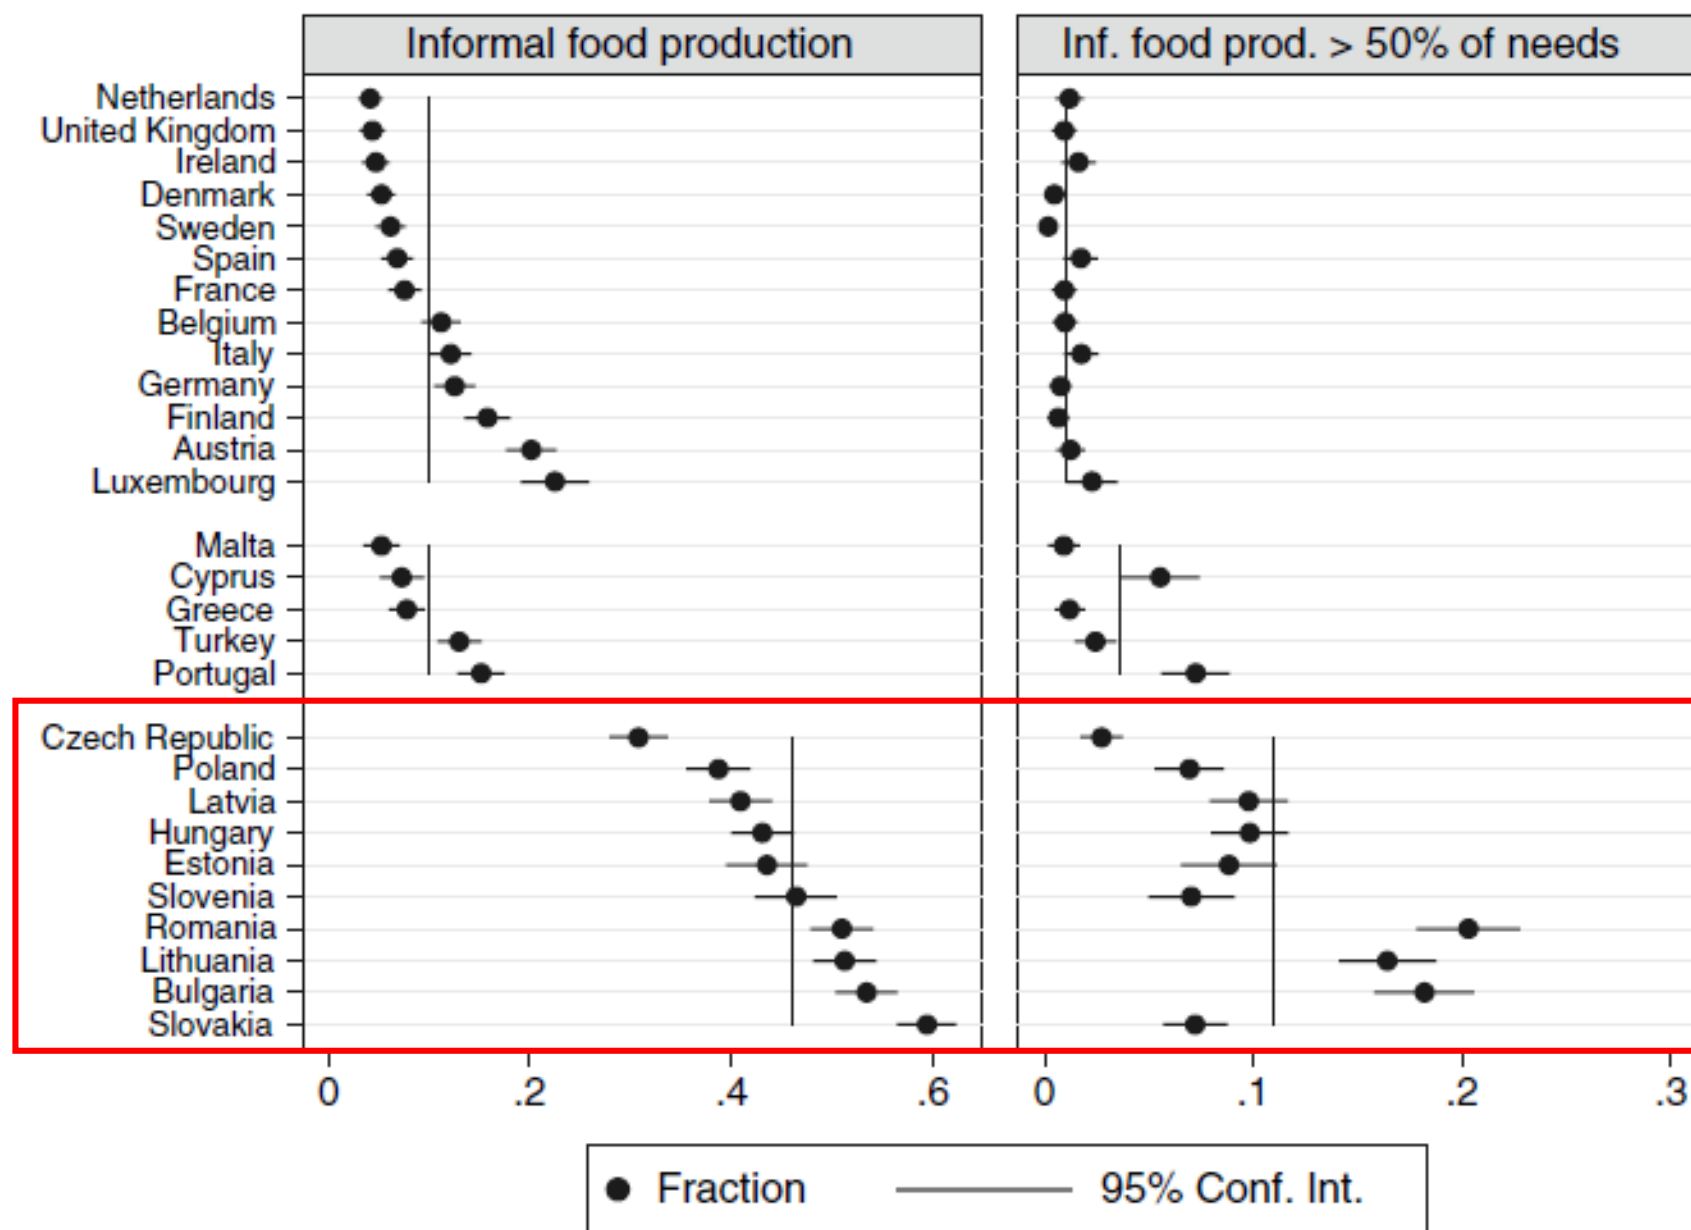 Informal food production
Inf. food prod. > 50% of needs
Netherlands
United Kingdom
Ireland
Denmark
Sweden
Spain
France
Belgium
Italy
Germany
Finland
Austria
Luxembourg
Malta
Cyprus
Greece
Turkey
Portugal
Czech Republic
Poland
Latvia
Hungary
Estonia
Slovenia
Romania
Lithuania
Bulgaria
Slovakia
0 .2 .4 .6
0 .1 .2 .3
Fraction 95% Conf. Int.